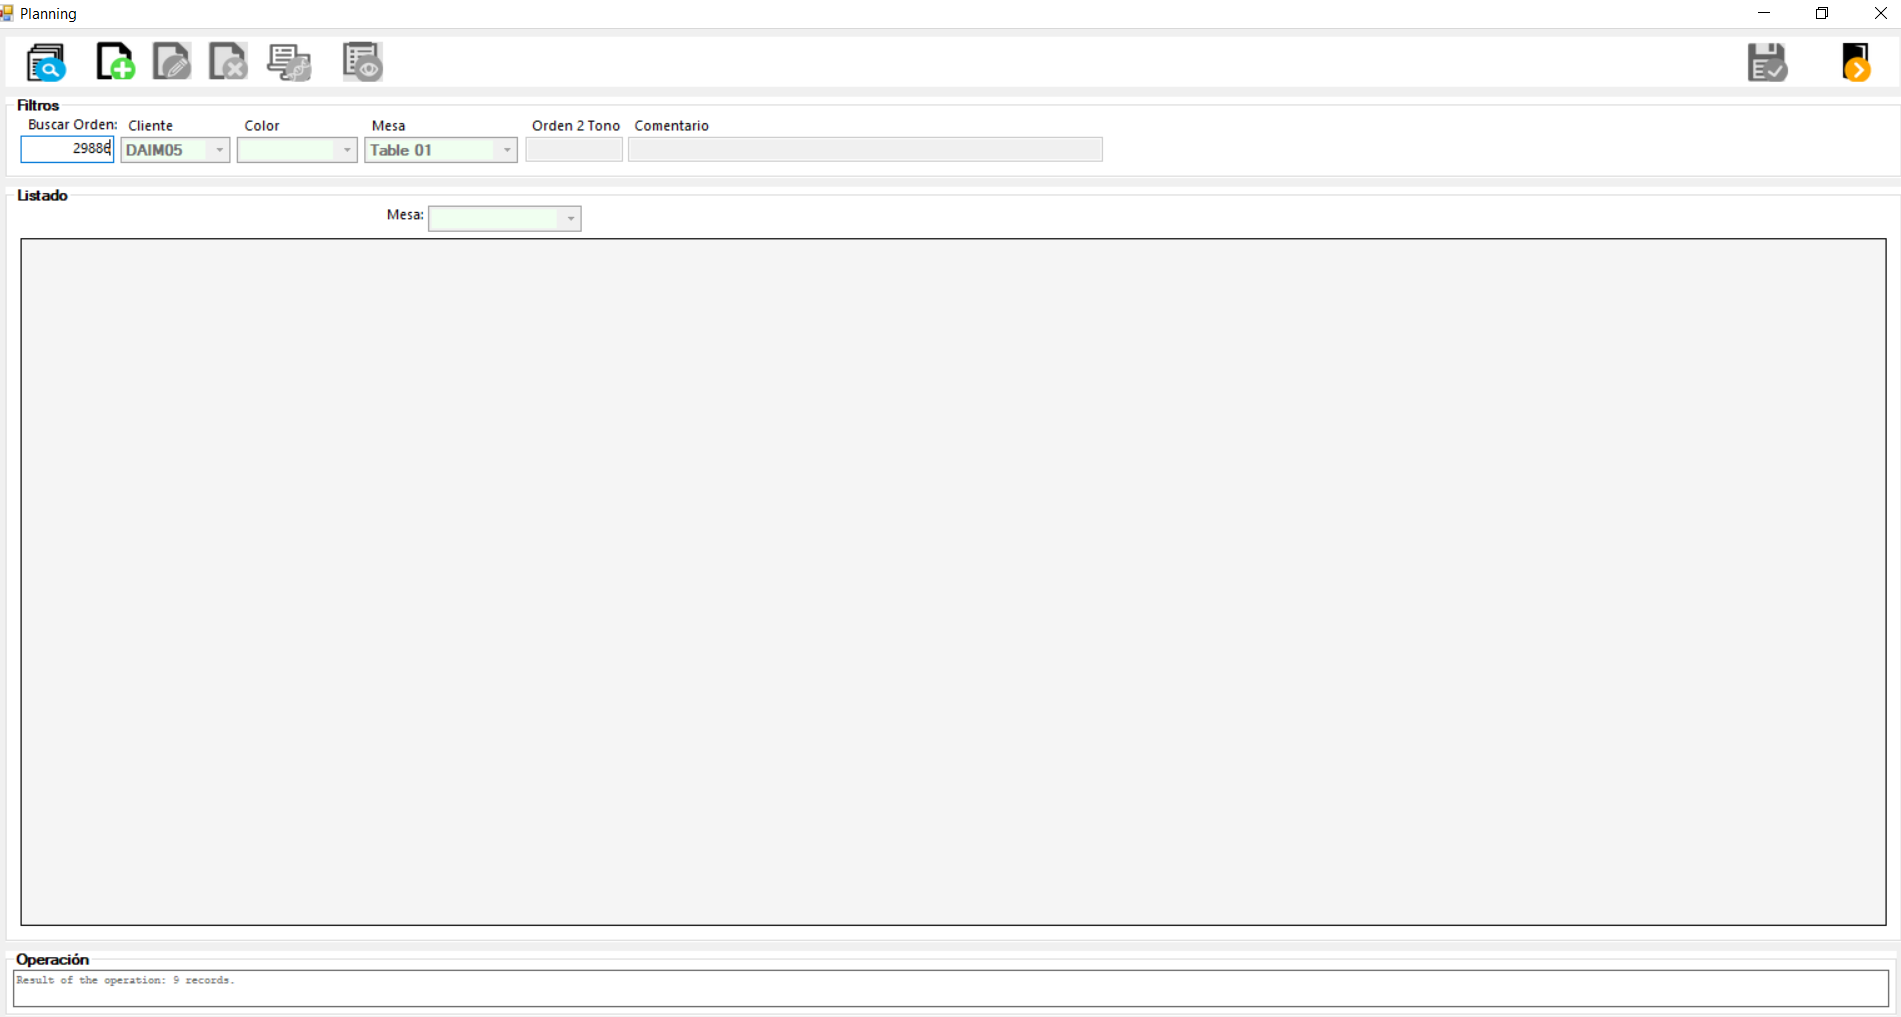 Planning
Filtros
Buscar Orden: Cliente Color Mesa Orden 2 Tono Comentario
29886 DAIM05 Table 01
Listado
Mesa:
Operación
Result of the operation: 9 records.